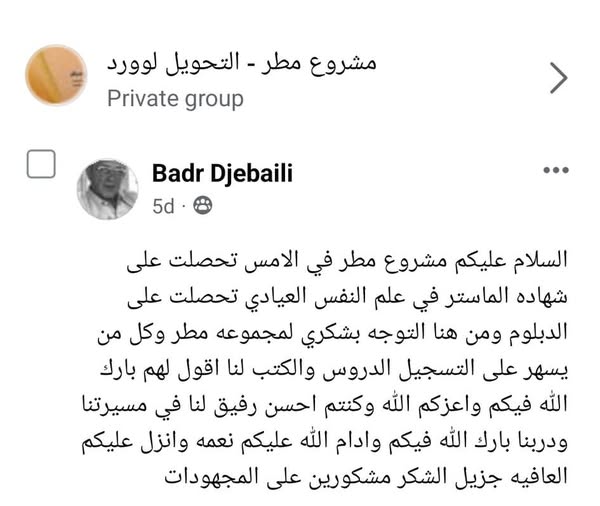 مشروع مطر - التحويل لوورد
Private group
Badr Djebaili
5d ·
السلام عليكم مشروع مطر في الامس تحصلت على
شهاده الماستر في علم النفس العيادي تحصلت على
الدبلوم ومن هنا التوجه بشكري لمجموعه مطر وكل من
يسهر على التسجيل الدروس والكتب لنا اقول لهم بارك
الله فيكم واعزكم الله وكنتم احسن رفيق لنا في مسيرتنا
ودربنا بارك الله فيكم وادام الله عليكم نعمه وانزل عليكم
العافيه جزيل الشكر مشكورين على المجهودات